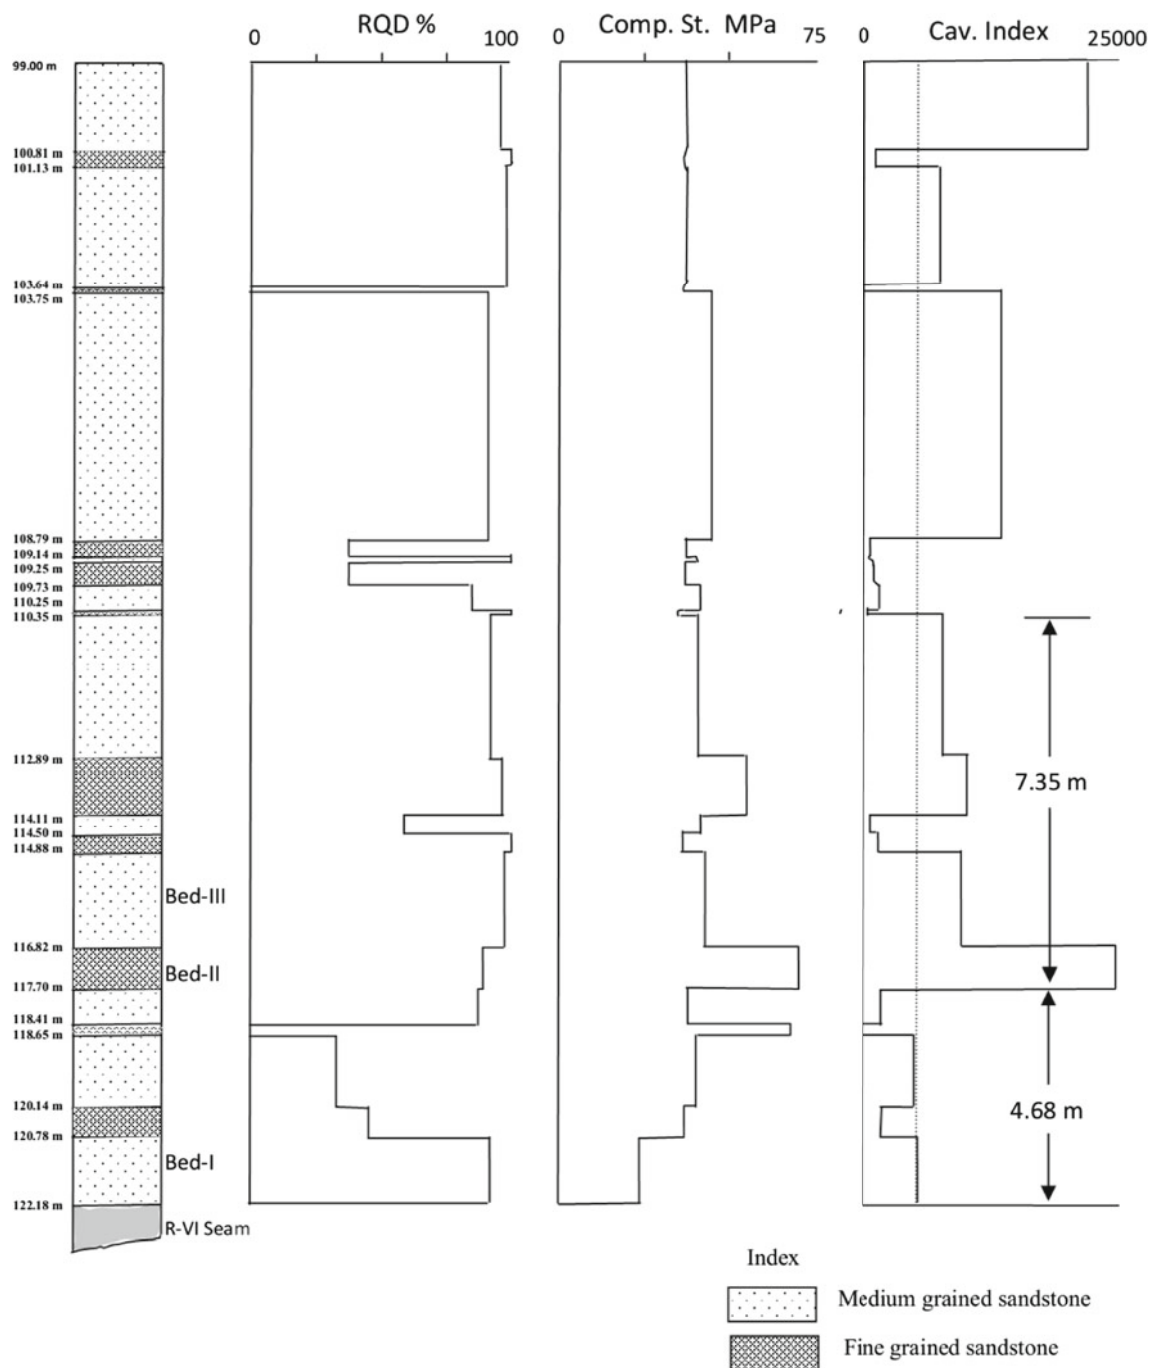 RQD %
Comp. St. MPa
Cav. Index
0
100
0
75
0
25000
99.00 m
100.81 m
101.13 m
103.64 m
103.75 m
108.79 m
109.14 m
109.25 m
109.73 m
110.25 m
110.35 m
112.89 m
7.35 m
114.11 m
114.50 m
114.88 m
Bed-III
116.82 m
Bed-II
117.70 m
118.41 m
118.65 m
120.14 m
4.68 m
120.78 m
Bed-I
122.18 m
R-VI Seam
Index
Medium grained sandstone
Fine grained sandstone